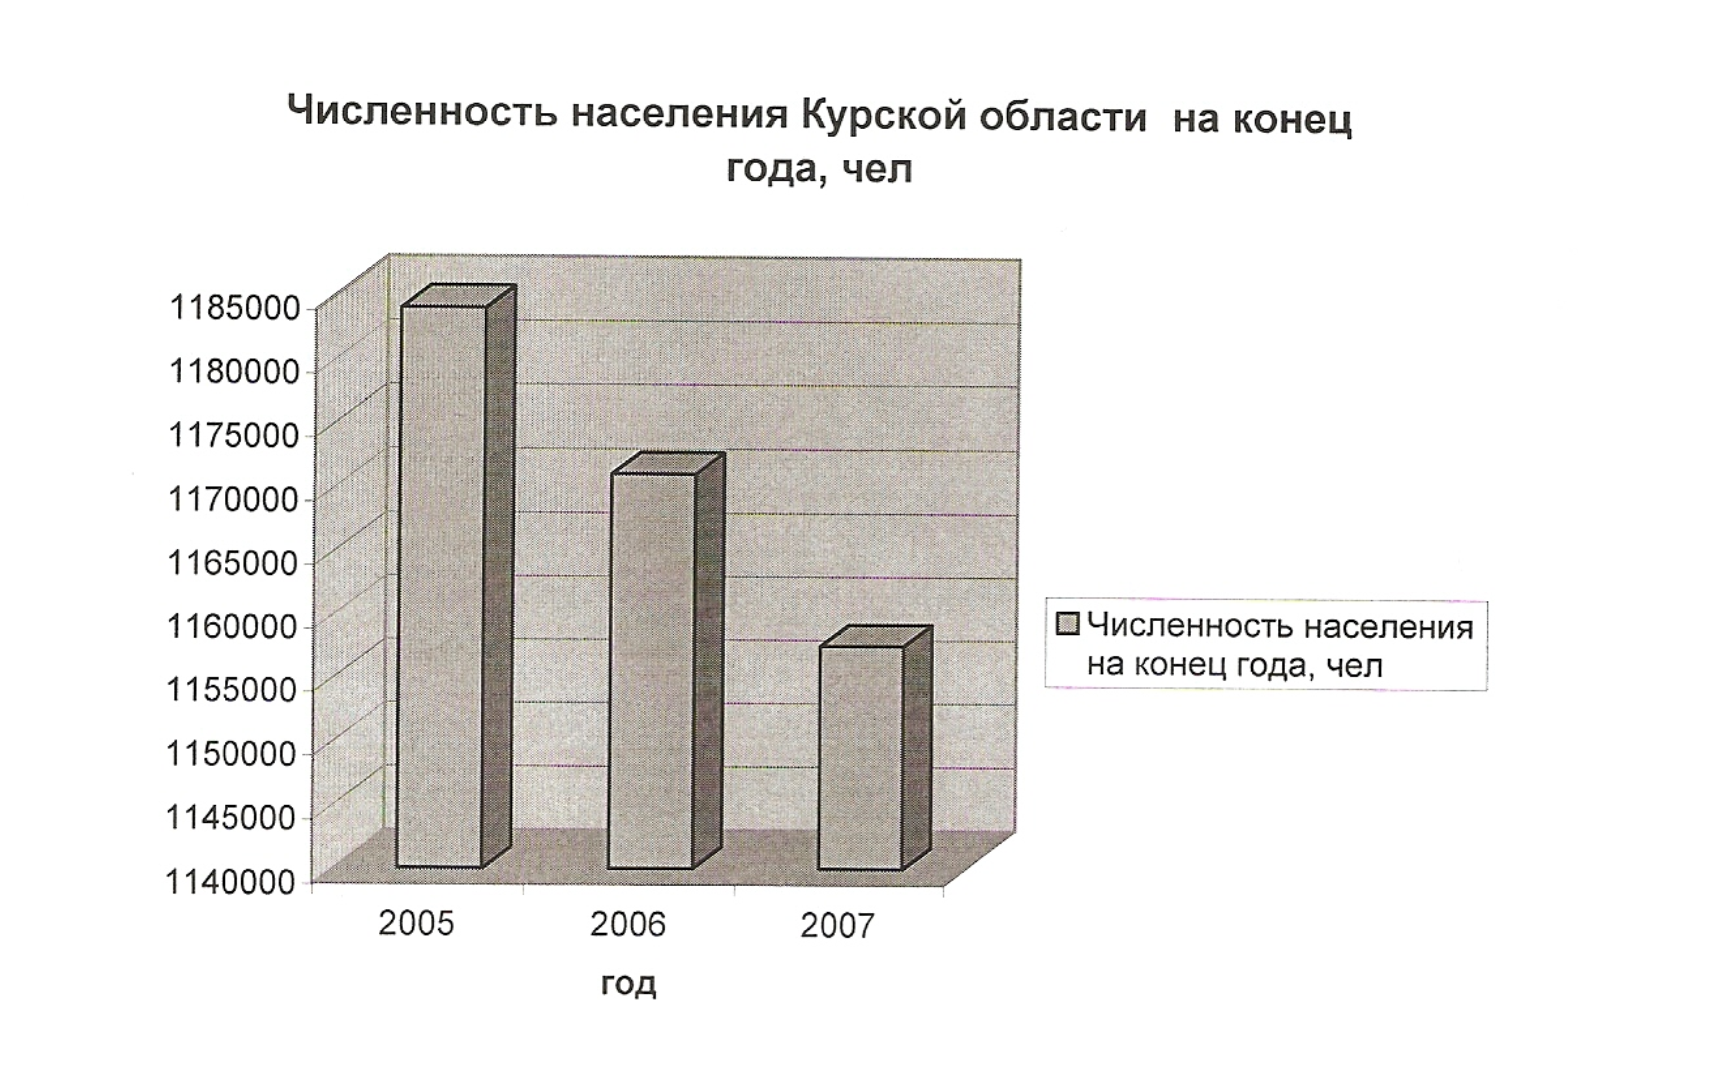 Численность населения Курской области на конец
года, чел
1185000
1180000
1175000
1170000
1165000
1160000
1155000
1150000
1145000
1140000
2005 2006 2007
год
Численность населения
на конец года, чел